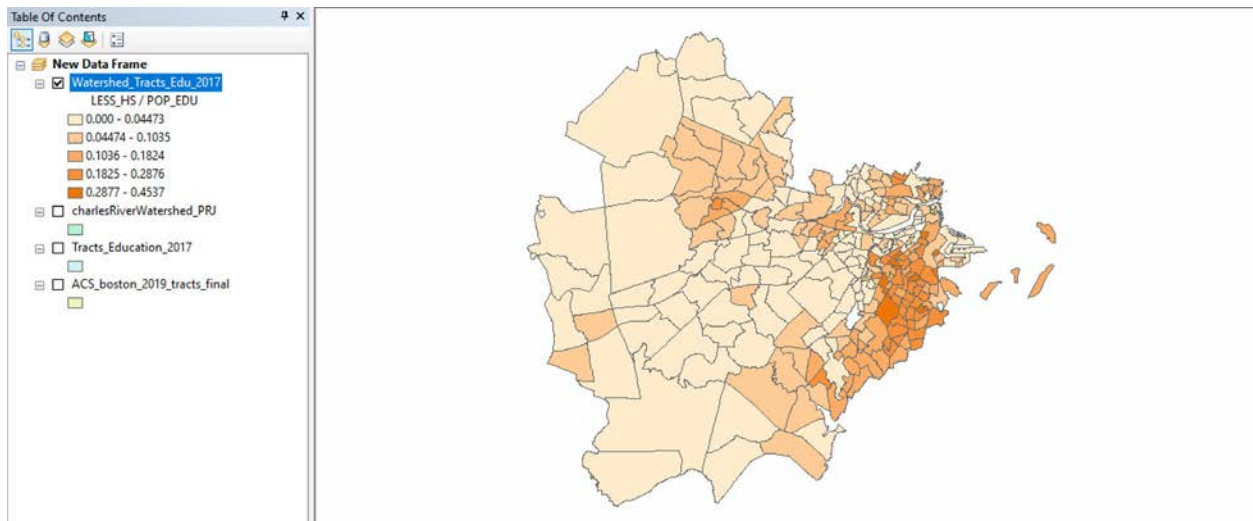 Table Of Contents
New Data Frame
Watershed_Tracts_Edu_2017
LESS_HS / POP_EDU
0.000 - 0.04473
0.04474 - 0.1035
0.1036 - 0.1824
0.1825 - 0.2876
0.2877 - 0.4537
charlesRiverWatershed_PRJ
Tracts_Education_2017
ACS_boston_2019_tracts_final